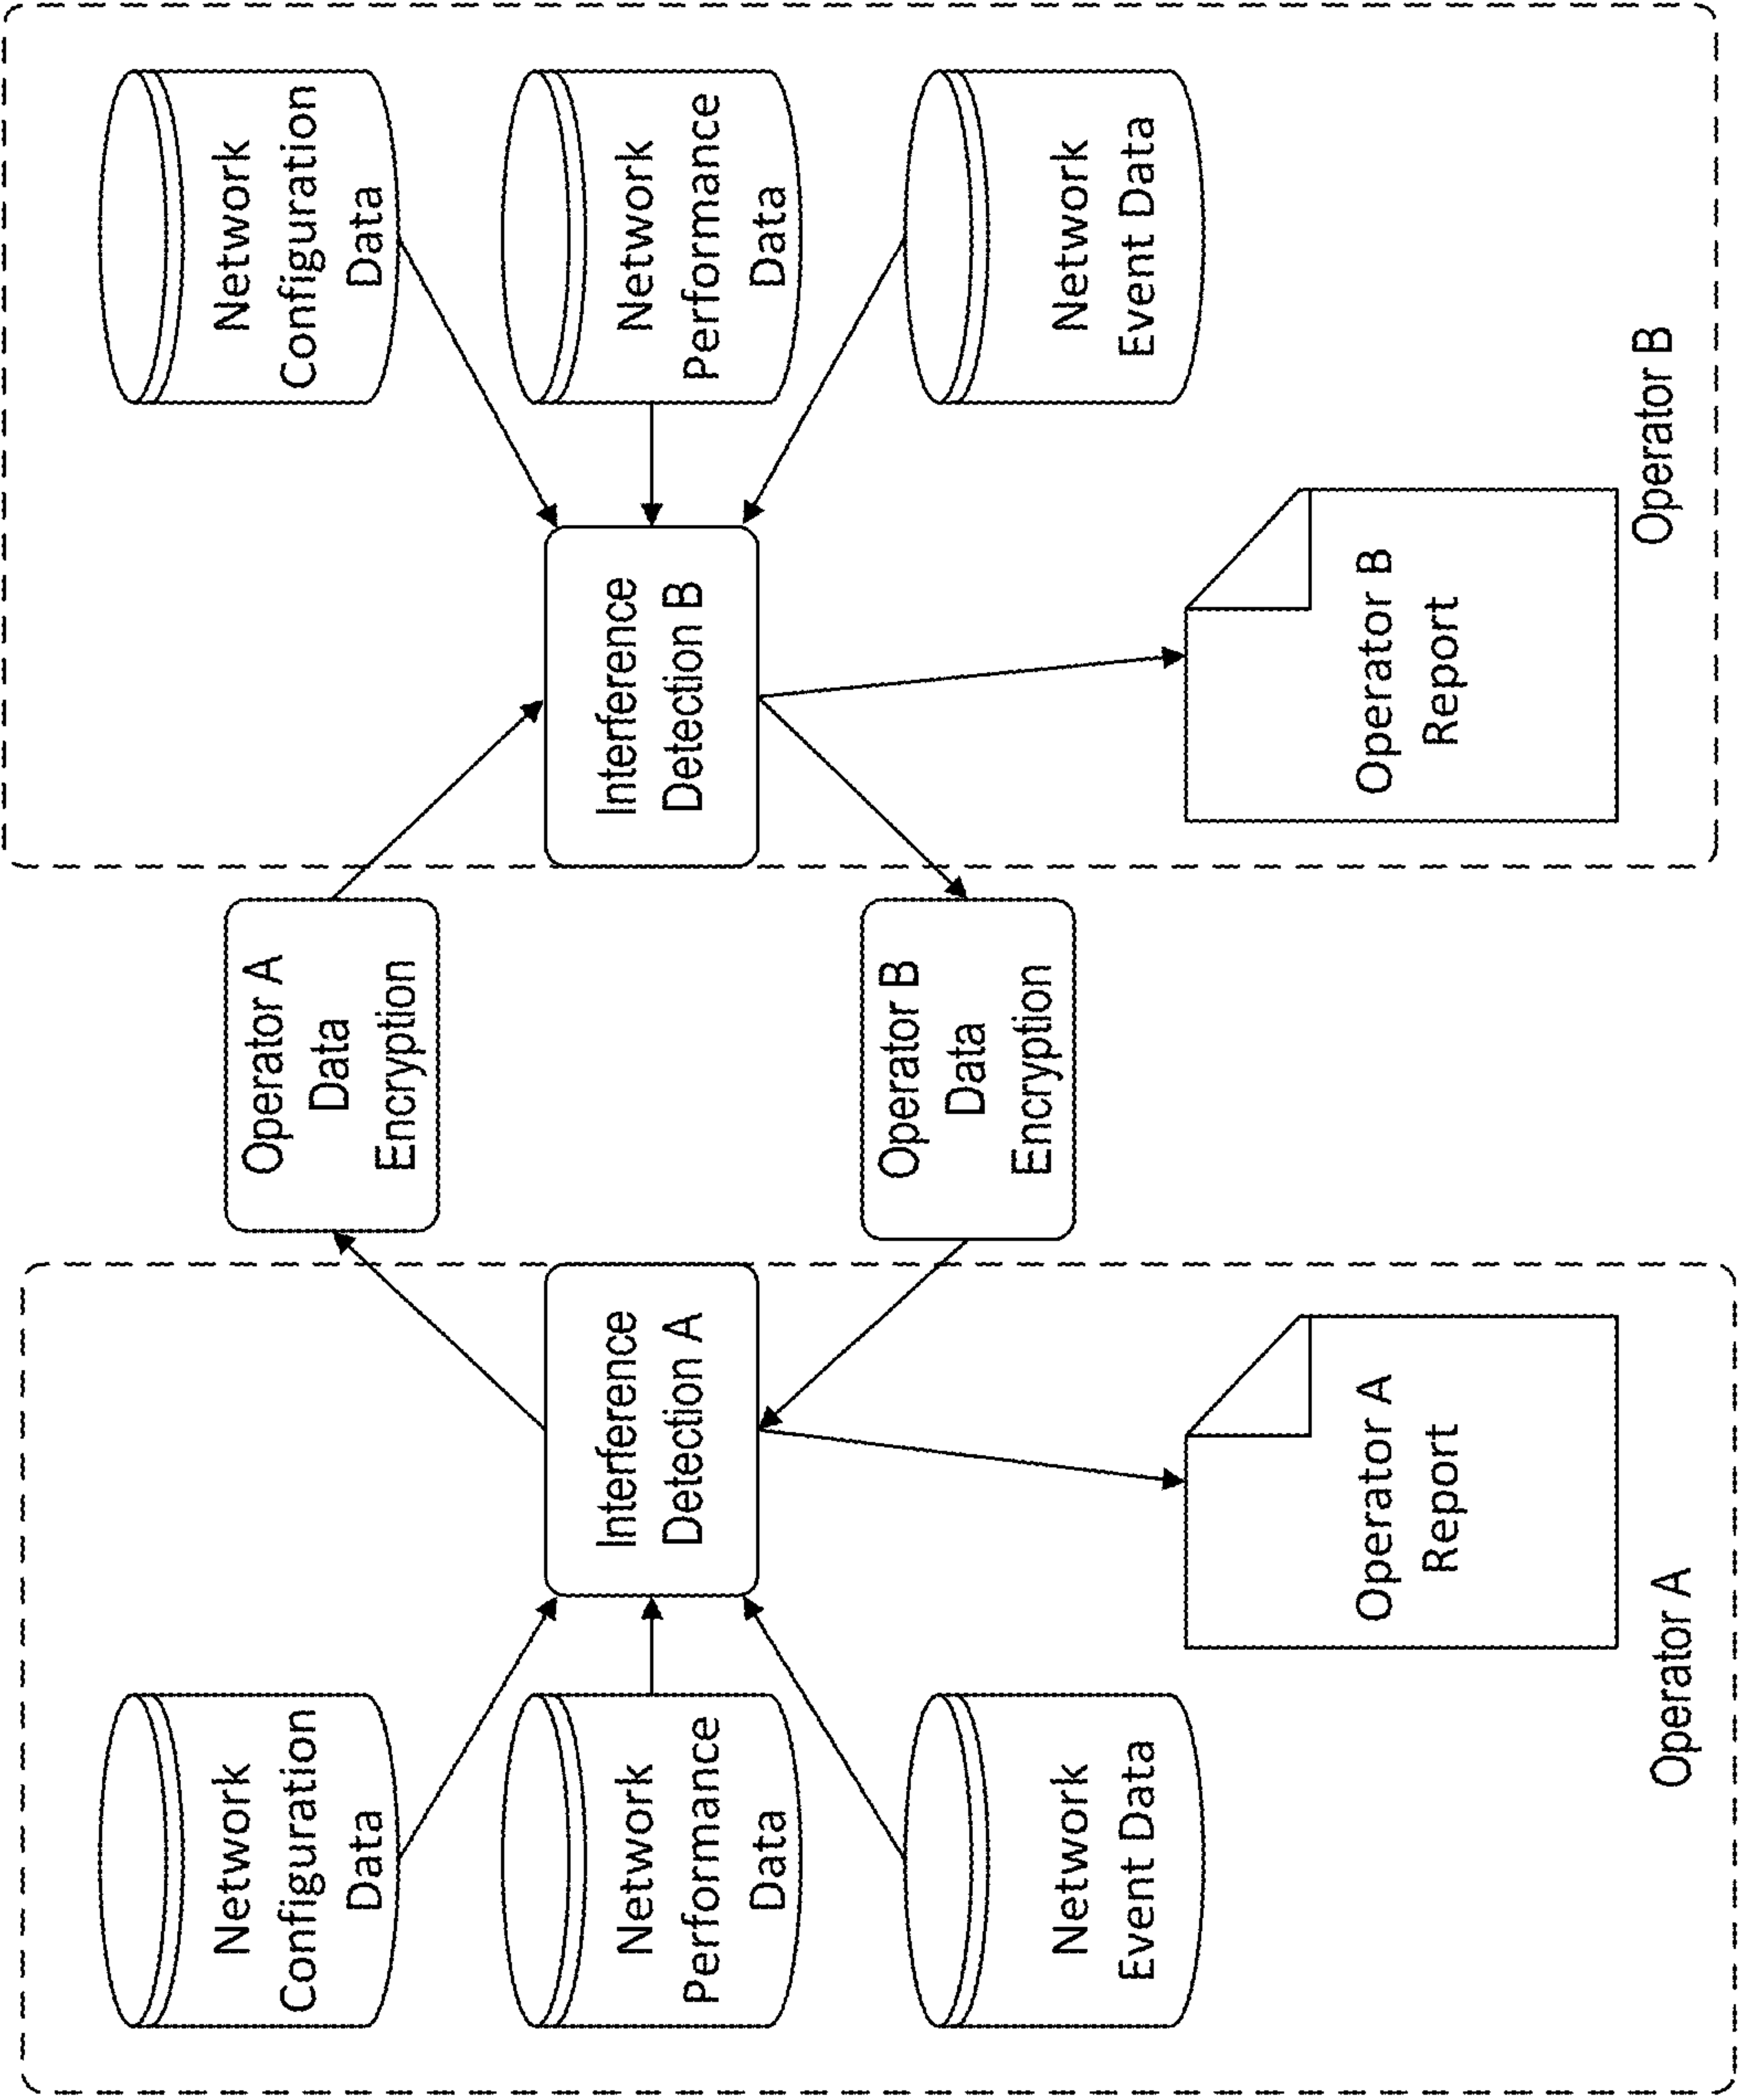 Network
Configuration
Data
Network
Performance
Data
Network
Event Data
Interference
Detection A
Operator A
Report
Operator A
Operator A
Data
Encryption
Operator B
Data
Encryption
Interference
Detection B
Operator B
Report
Network
Configuration
Data
Network
Performance
Data
Network
Event Data
Operator B